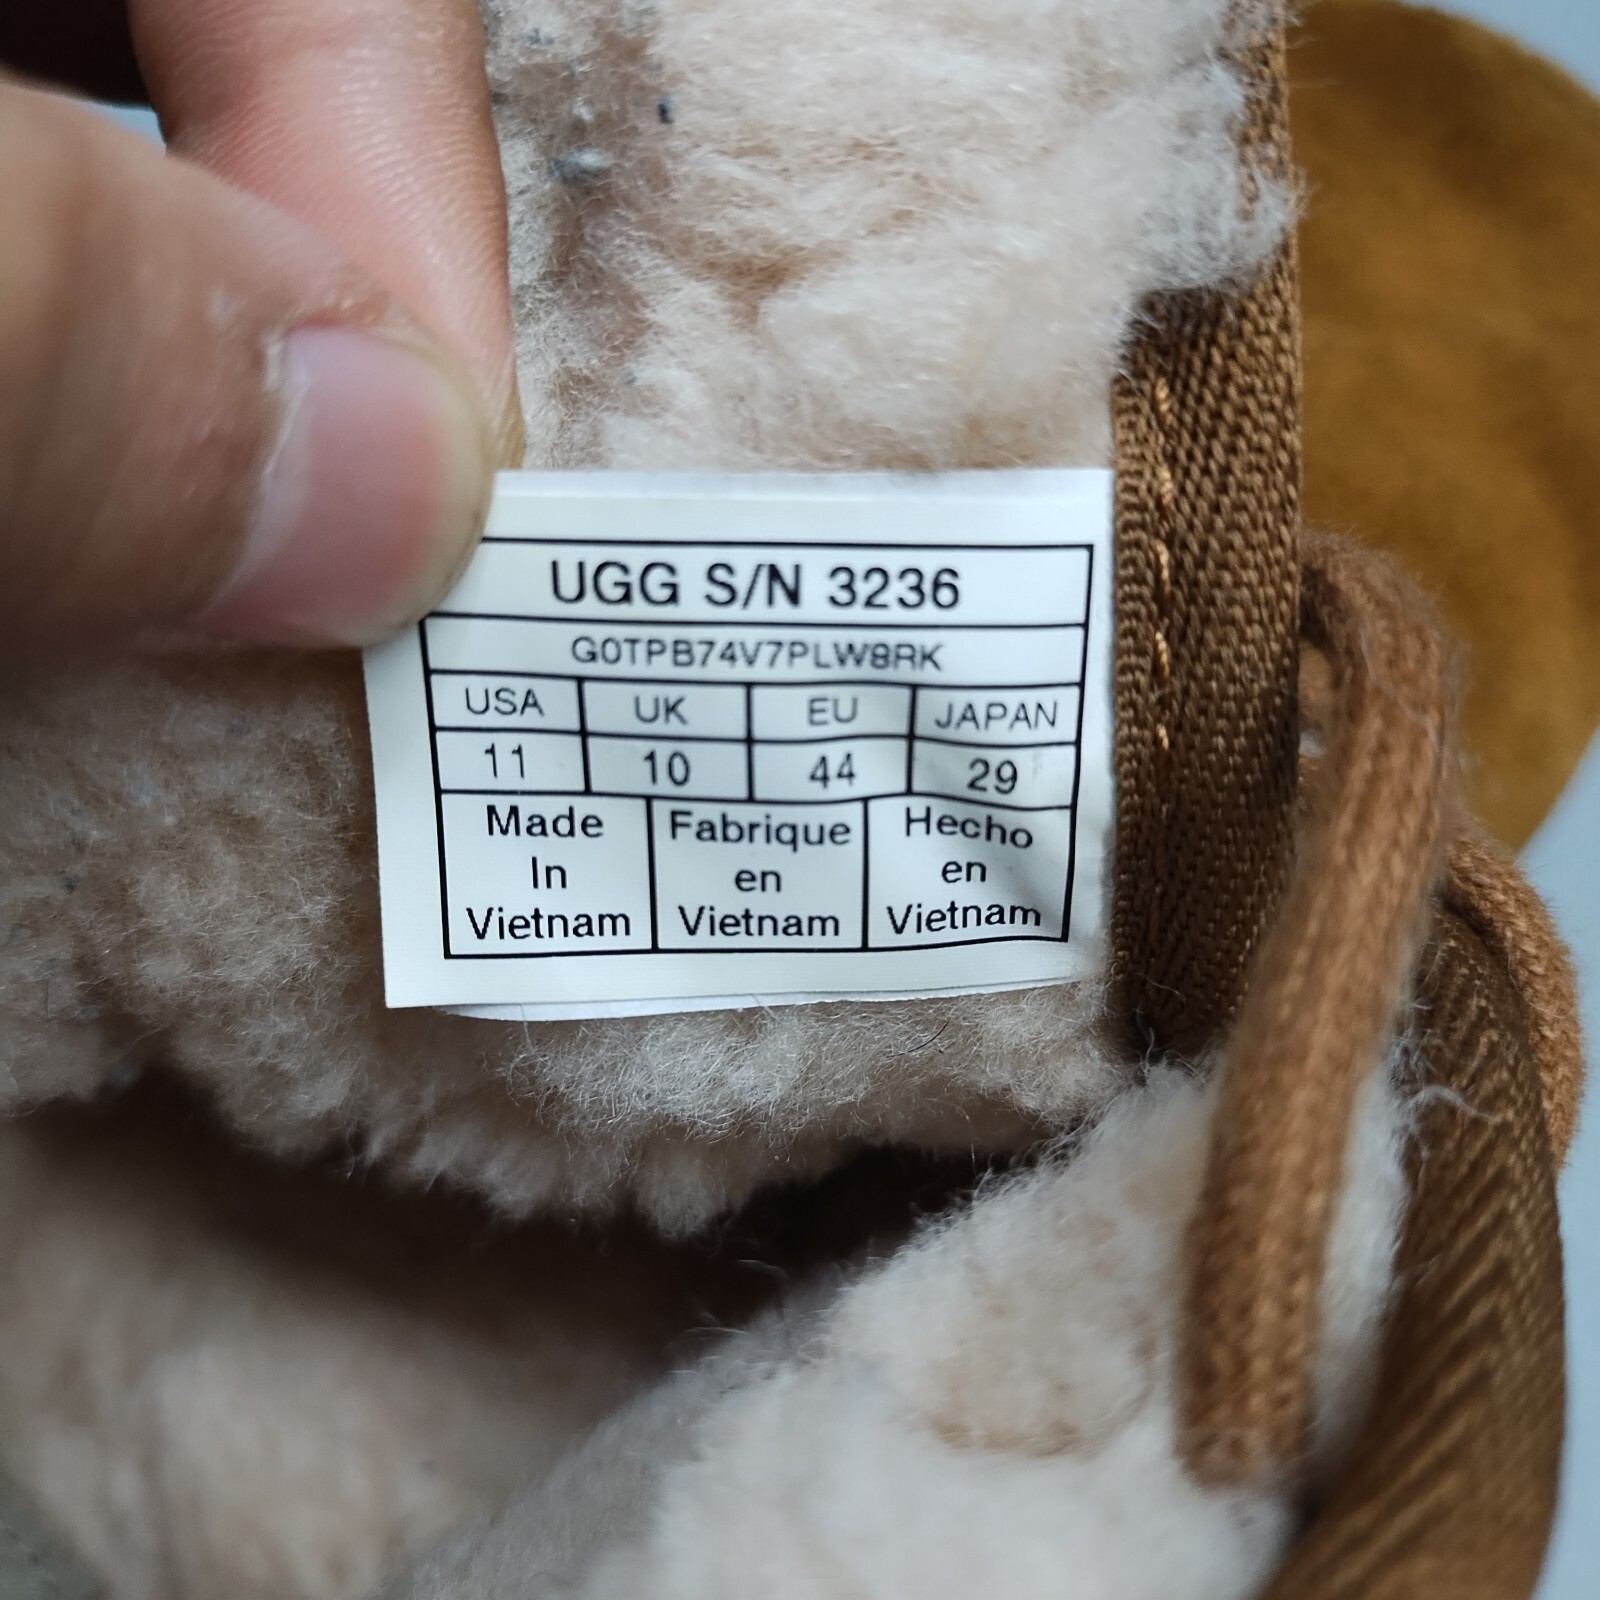 UGG S/N 3236
G0TPB74V7PLW8RK
USA UK EU JAPAN
11 10 44 29
Made Fabrique Hecho
In en en
Vietnam Vietnam Vietnam